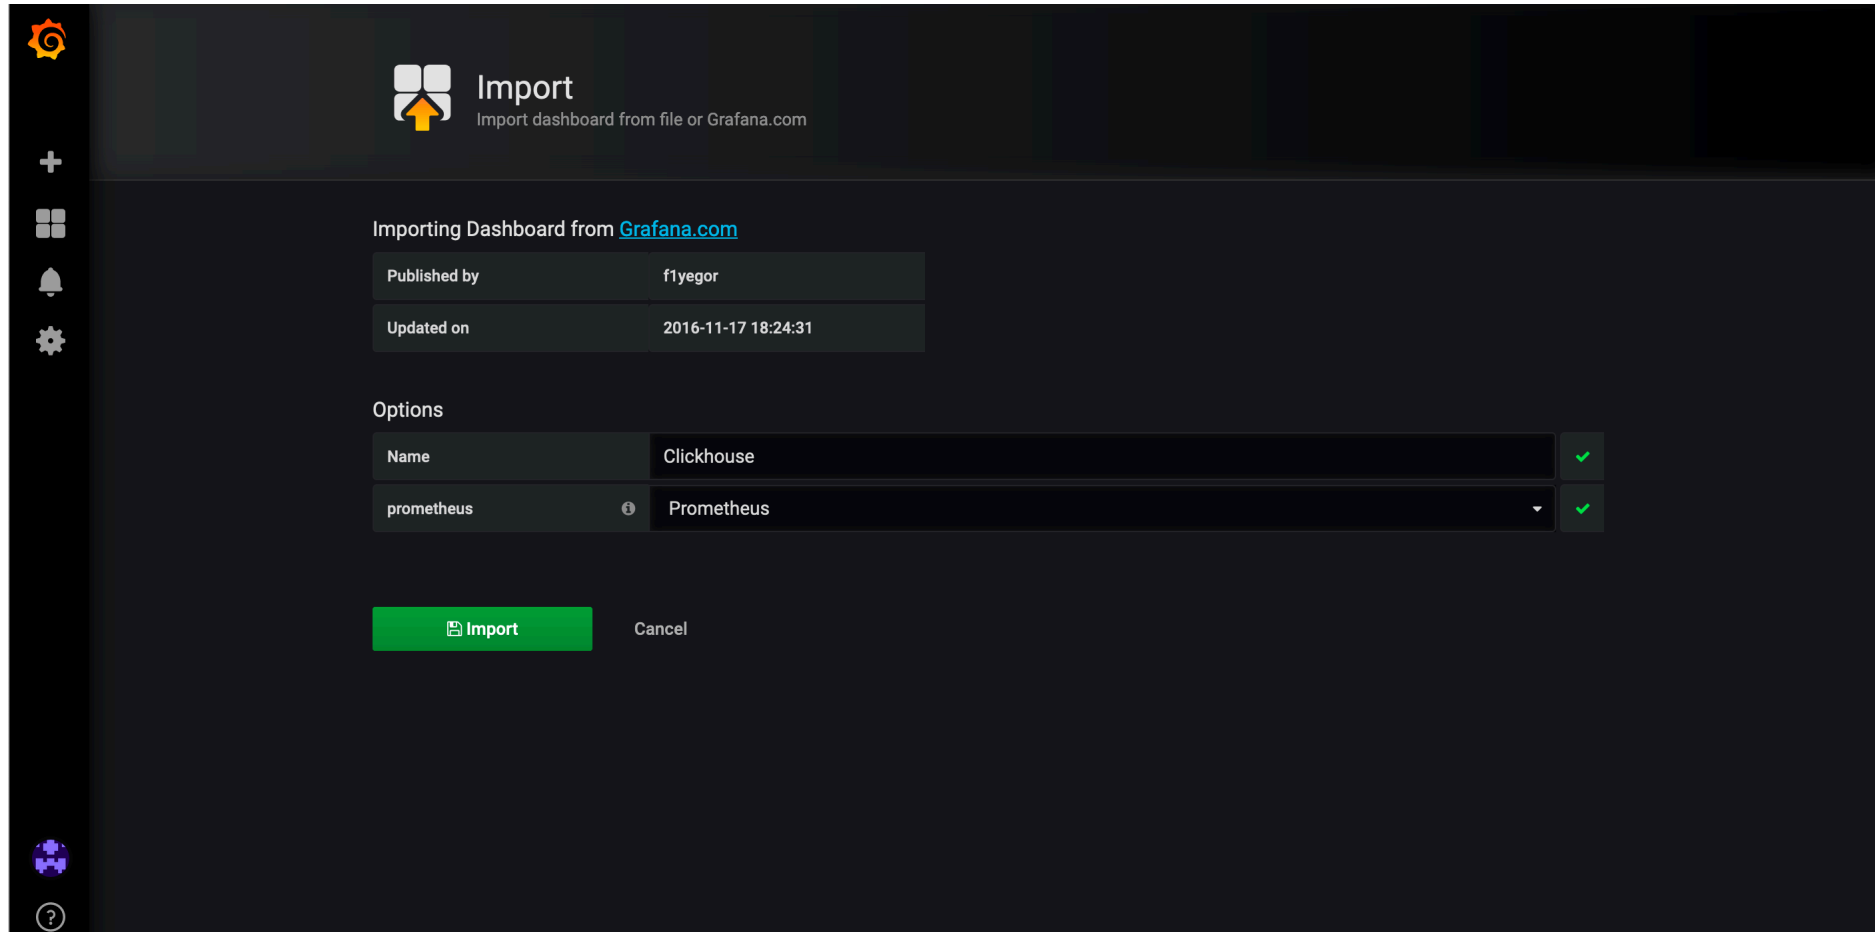 Import
Import dashboard from file or Grafana.com
Importing Dashboard from Grafana.com
Published by f1yegor
Updated on 2016-11-17 18:24:31
Options
Name Clickhouse
prometheus Prometheus
Import Cancel